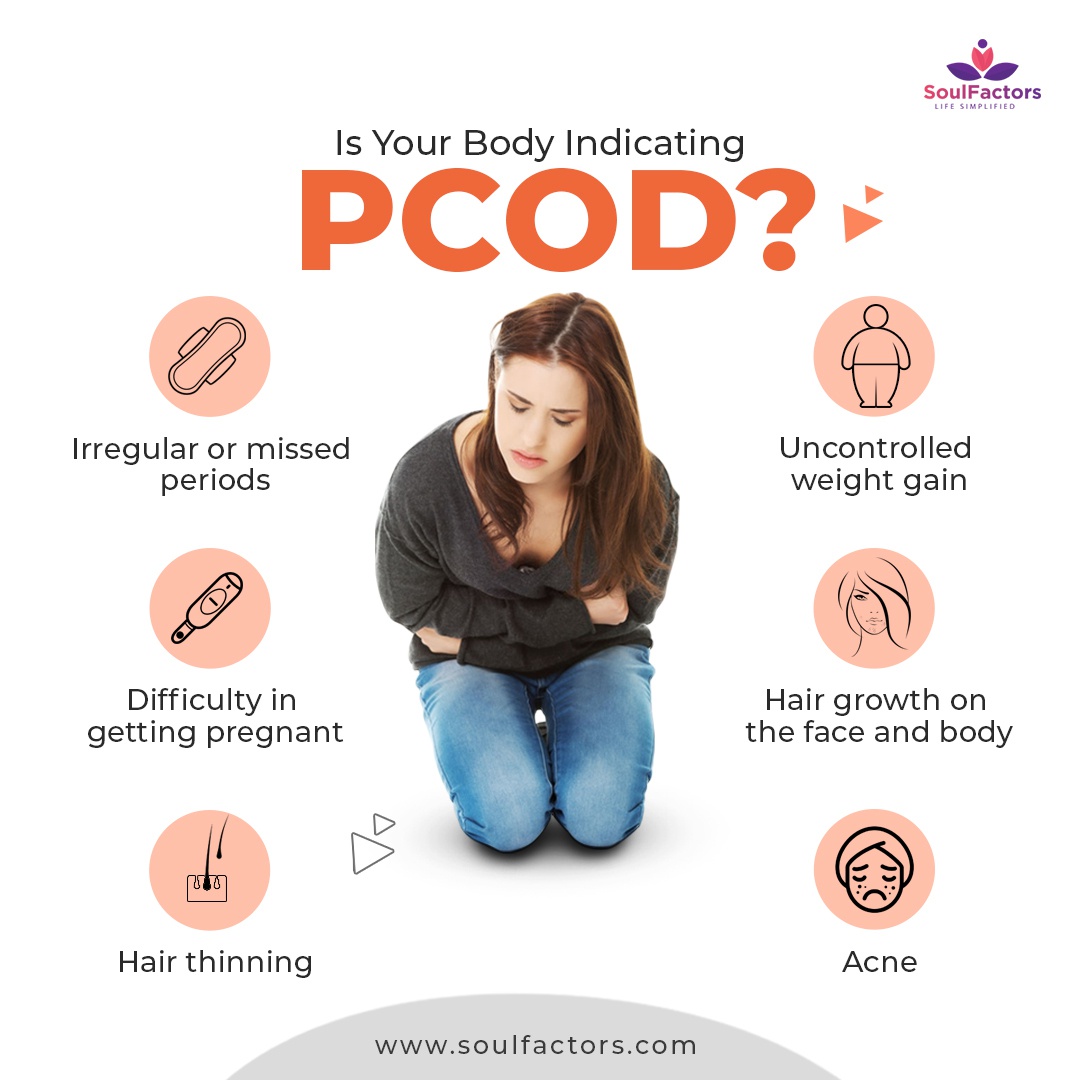 SoulFactors
LIFE SIMPLIFIED
Is Your Body Indicating
PCOD?
Irregular or missed
periods
Uncontrolled
weight gain
Difficulty in
getting pregnant
Hair growth on
the face and body
Hair thinning
Acne
www.soulfactors.com